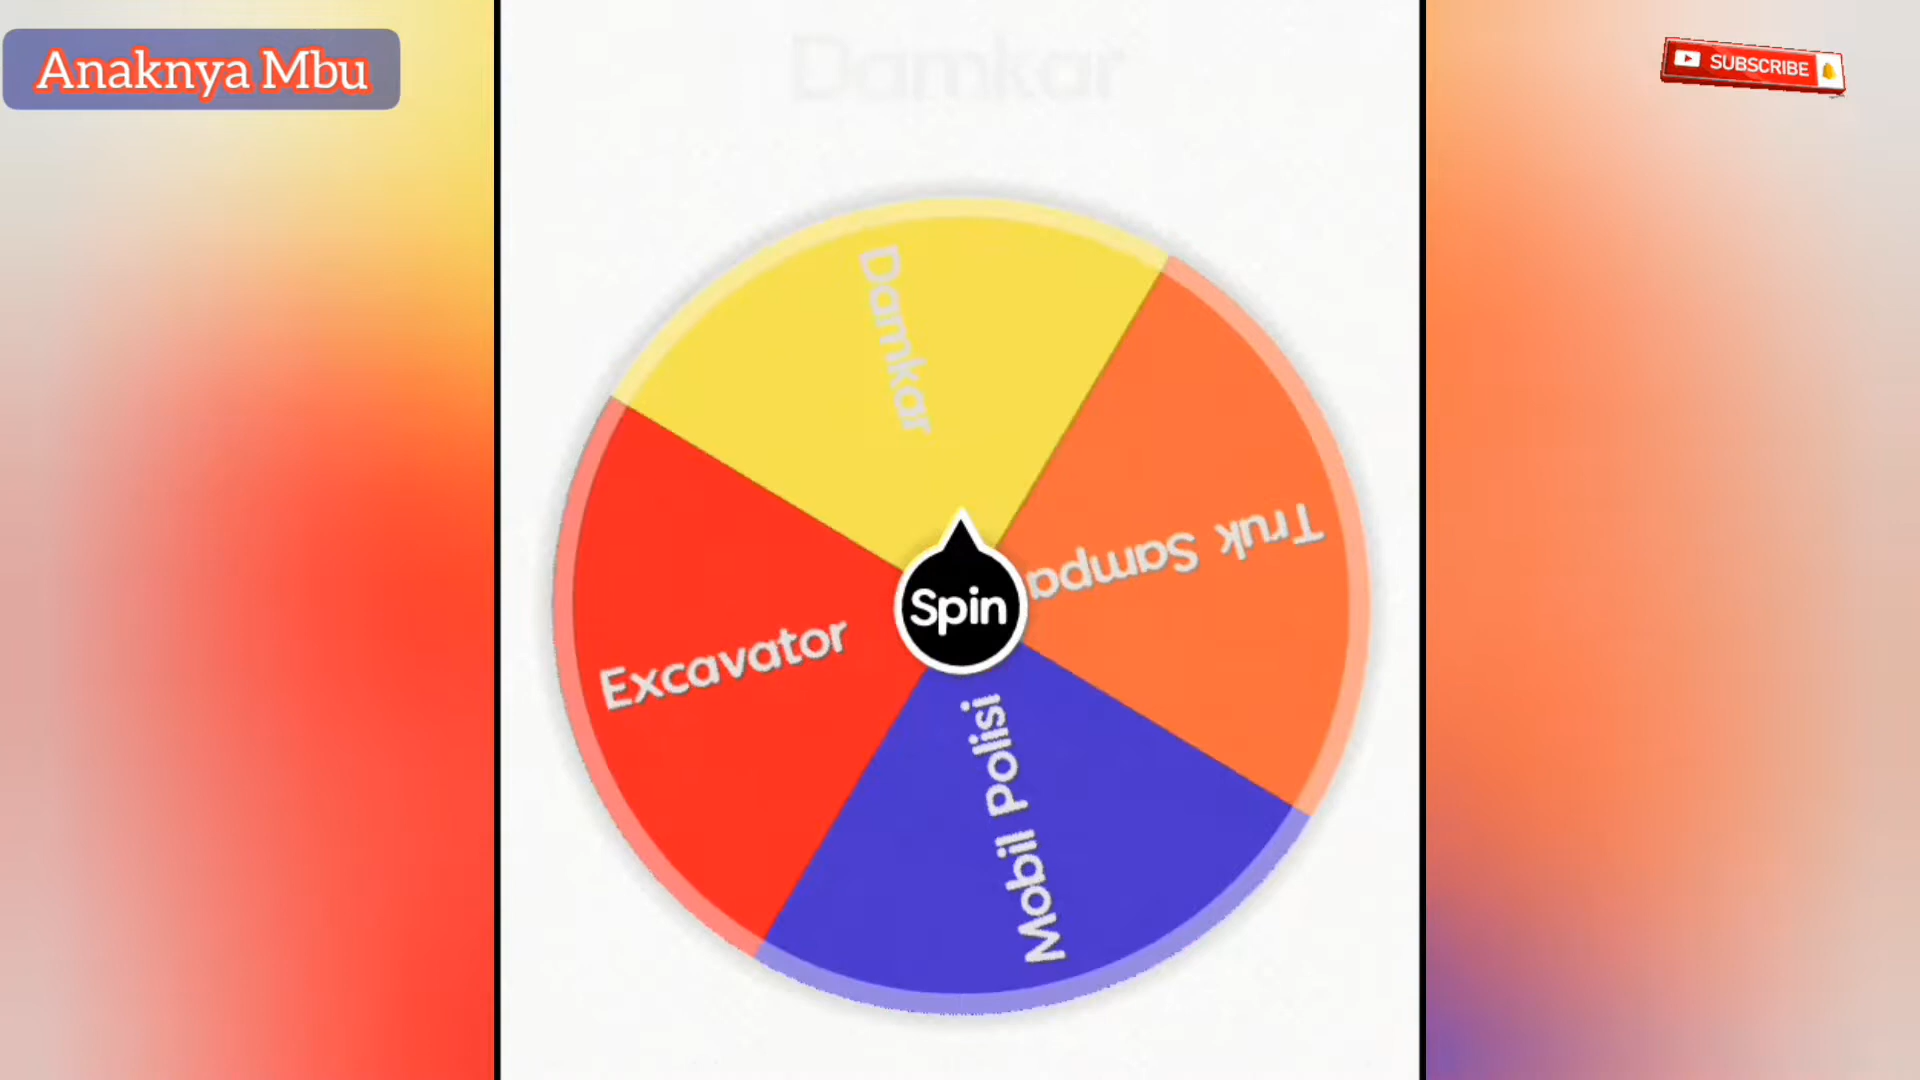 Anaknya Mbu
SUBSCRIBE
Damkar
Damkar
Truk Sampa
Excavator
Spin
Mobil Polisi